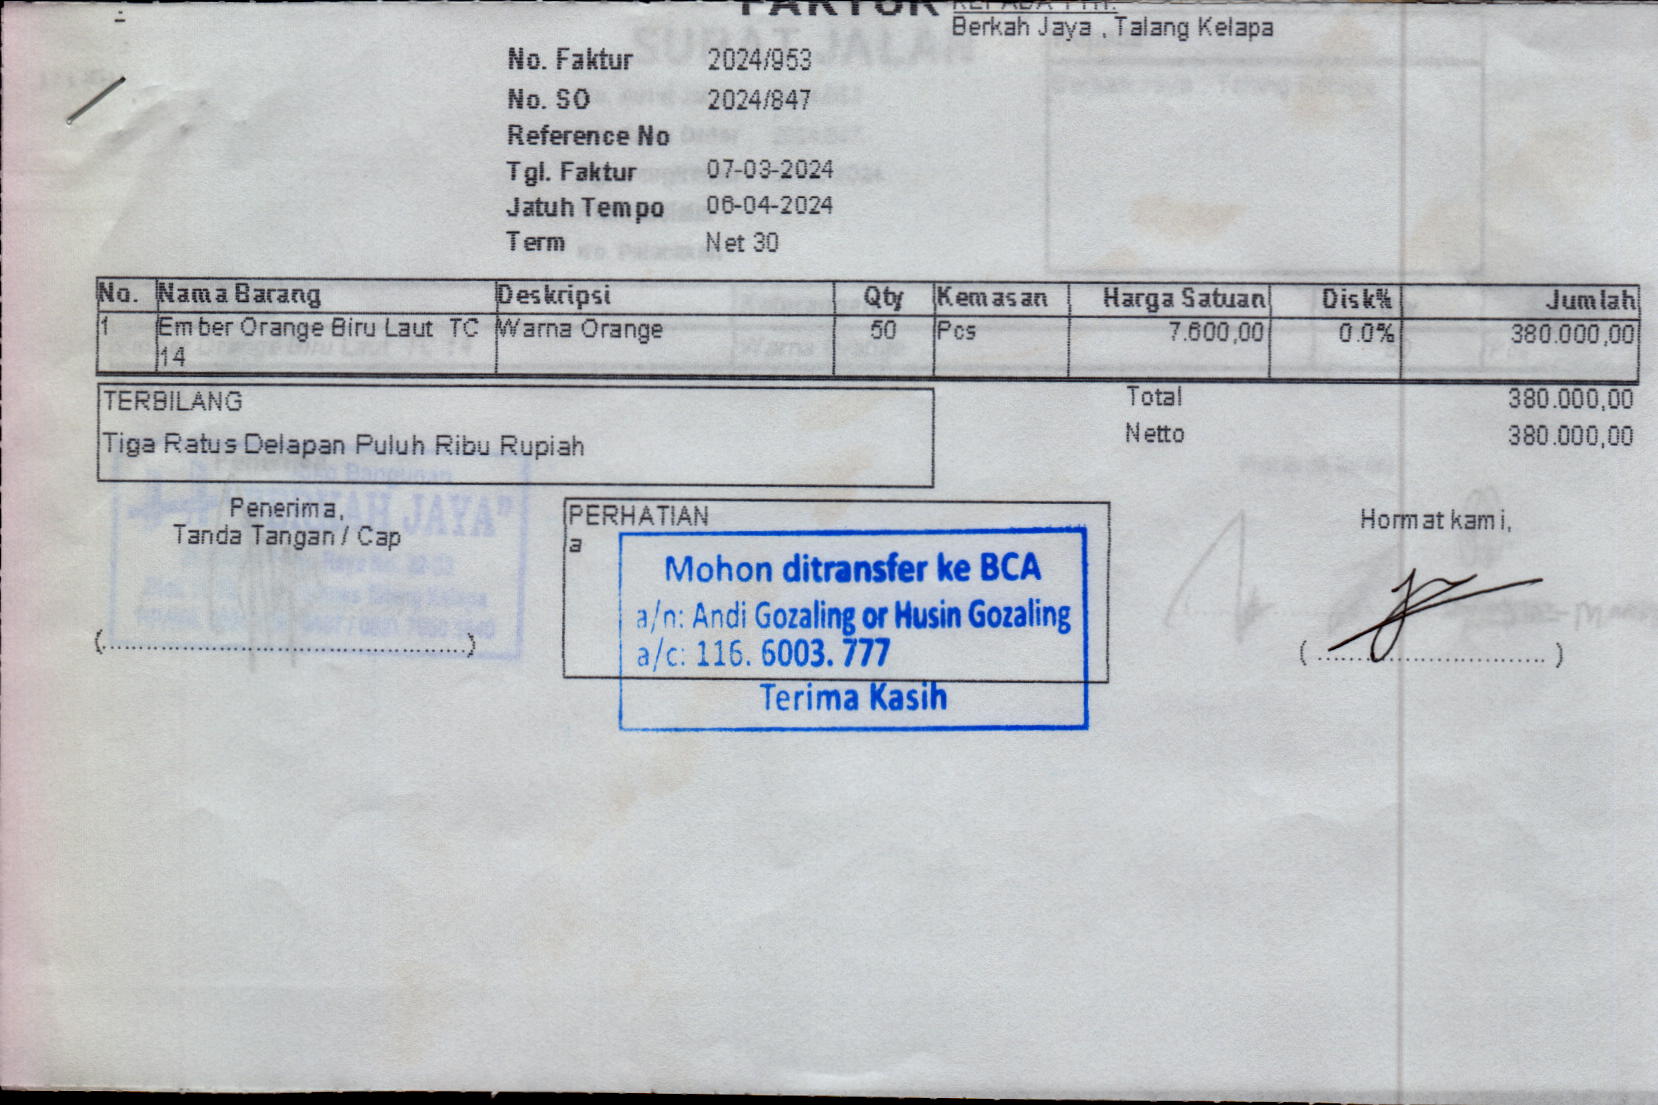 FAKTUR
KEPADA YTH.
Berkah Jaya , Talang Kelapa
No. Faktur 2024/953
No. SO 2024/847
Reference No
Tgl. Faktur 07-03-2024
Jatuh Tempo 06-04-2024
Term Net 30
No. Nama Barang Deskripsi Qty Kemasan Harga Satuan Disk% Jumlah
1 Ember Orange Biru Laut TC 14 Warna Orange 50 Pcs 7.600,00 0.0% 380.000,00
TERBILANG
Tiga Ratus Delapan Puluh Ribu Rupiah
Total 380.000,00
Netto 380.000,00
Penerima,
Tanda Tangan / Cap
(.......................................)
PERHATIAN
a
Mohon ditransfer ke BCA
a/n: Andi Gozaling or Husin Gozaling
a/c: 116. 6003. 777
Terima Kasih
Hormat kami,
( ............................. )
SURAT JALAN
"BERKAH JAYA"